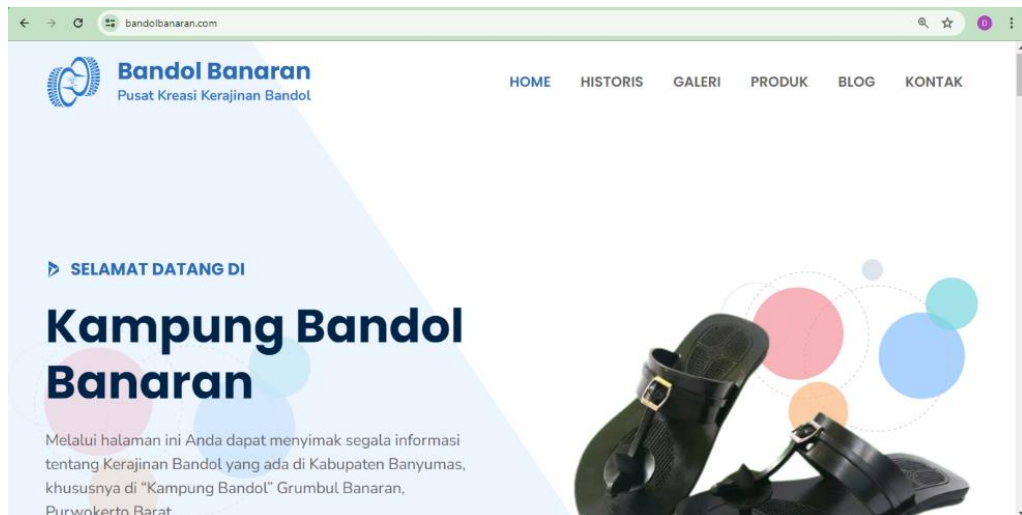 bandolbanaran.com
D
Bandol Banaran
Pusat Kreasi Kerajinan Bandol
HOME HISTORIS GALERI PRODUK BLOG KONTAK
SELAMAT DATANG DI
Kampung Bandol
Banaran
Melalui halaman ini Anda dapat menyimak segala informasi
tentang Kerajinan Bandol yang ada di Kabupaten Banyumas,
khususnya di “Kampung Bandol” Grumbul Banaran,
Purwokerto Barat.